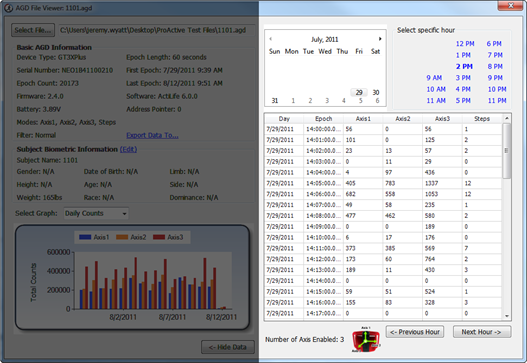 AGD File Viewer: 1101.agd
Select File... C:\Users\jeremy.wyatt\Desktop\ProActive Test Files\1101.agd
Basic AGD Information
Device Type: GT3XPlus Epoch Length: 60 seconds
Serial Number: NEO1B41100210 First Epoch: 7/29/2011 9:39 AM
Epoch Count: 20173 Last Epoch: 8/12/2011 9:51 AM
Firmware: 2.4.0 Software: ActiLife 6.0.0
Battery: 3.89V Address Pointer: 0
Modes: Axis1, Axis2, Axis3, Steps
Filter: Normal Export Data To...
Subject Biometric Information (Edit)
Subject Name: 1101
Gender: N/A Date of Birth: N/A Limb: N/A
Height: N/A Age: N/A Side: N/A
Weight: 165lbs Race: N/A Dominance: N/A
Select Graph: Daily Counts
Axis1 Axis2 Axis3
Total Counts
600000
400000
200000
0
8/2/2011 8/7/2011 8/12/2011
<- Hide Data
July, 2011
Sun Mon Tue Wed Thu Fri Sat
29 30
31 1 2 3 4 5 6
Select specific hour
12 PM 6 PM
1 PM 7 PM
2 PM 8 PM
9 AM 3 PM 9 PM
10 AM 4 PM 10 PM
11 AM 5 PM 11 PM
Day Epoch Axis1 Axis2 Axis3 Steps
7/29/2011 14:00:00.0... 56 0 56 1
7/29/2011 14:01:00.0... 101 0 125 2
7/29/2011 14:02:00.0... 23 13 57 2
7/29/2011 14:03:00.0... 0 11 29 0
7/29/2011 14:04:00.0... 4 97 436 0
7/29/2011 14:05:00.0... 405 783 1337 12
7/29/2011 14:06:00.0... 682 558 1053 12
7/29/2011 14:07:00.0... 49 58 235 1
7/29/2011 14:08:00.0... 477 462 580 2
7/29/2011 14:09:00.0... 0 0 189 0
7/29/2011 14:10:00.0... 6 17 176 0
7/29/2011 14:11:00.0... 373 385 569 7
7/29/2011 14:12:00.0... 173 60 764 2
7/29/2011 14:13:00.0... 189 11 430 3
7/29/2011 14:14:00.0... 0 0 0 0
7/29/2011 14:15:00.0... 59 51 524 1
7/29/2011 14:16:00.0... 155 83 328 3
7/29/2011 14:17:00.0... 0 0 0 0
Number of Axis Enabled: 3
Axis 1
<- Previous Hour Next Hour ->